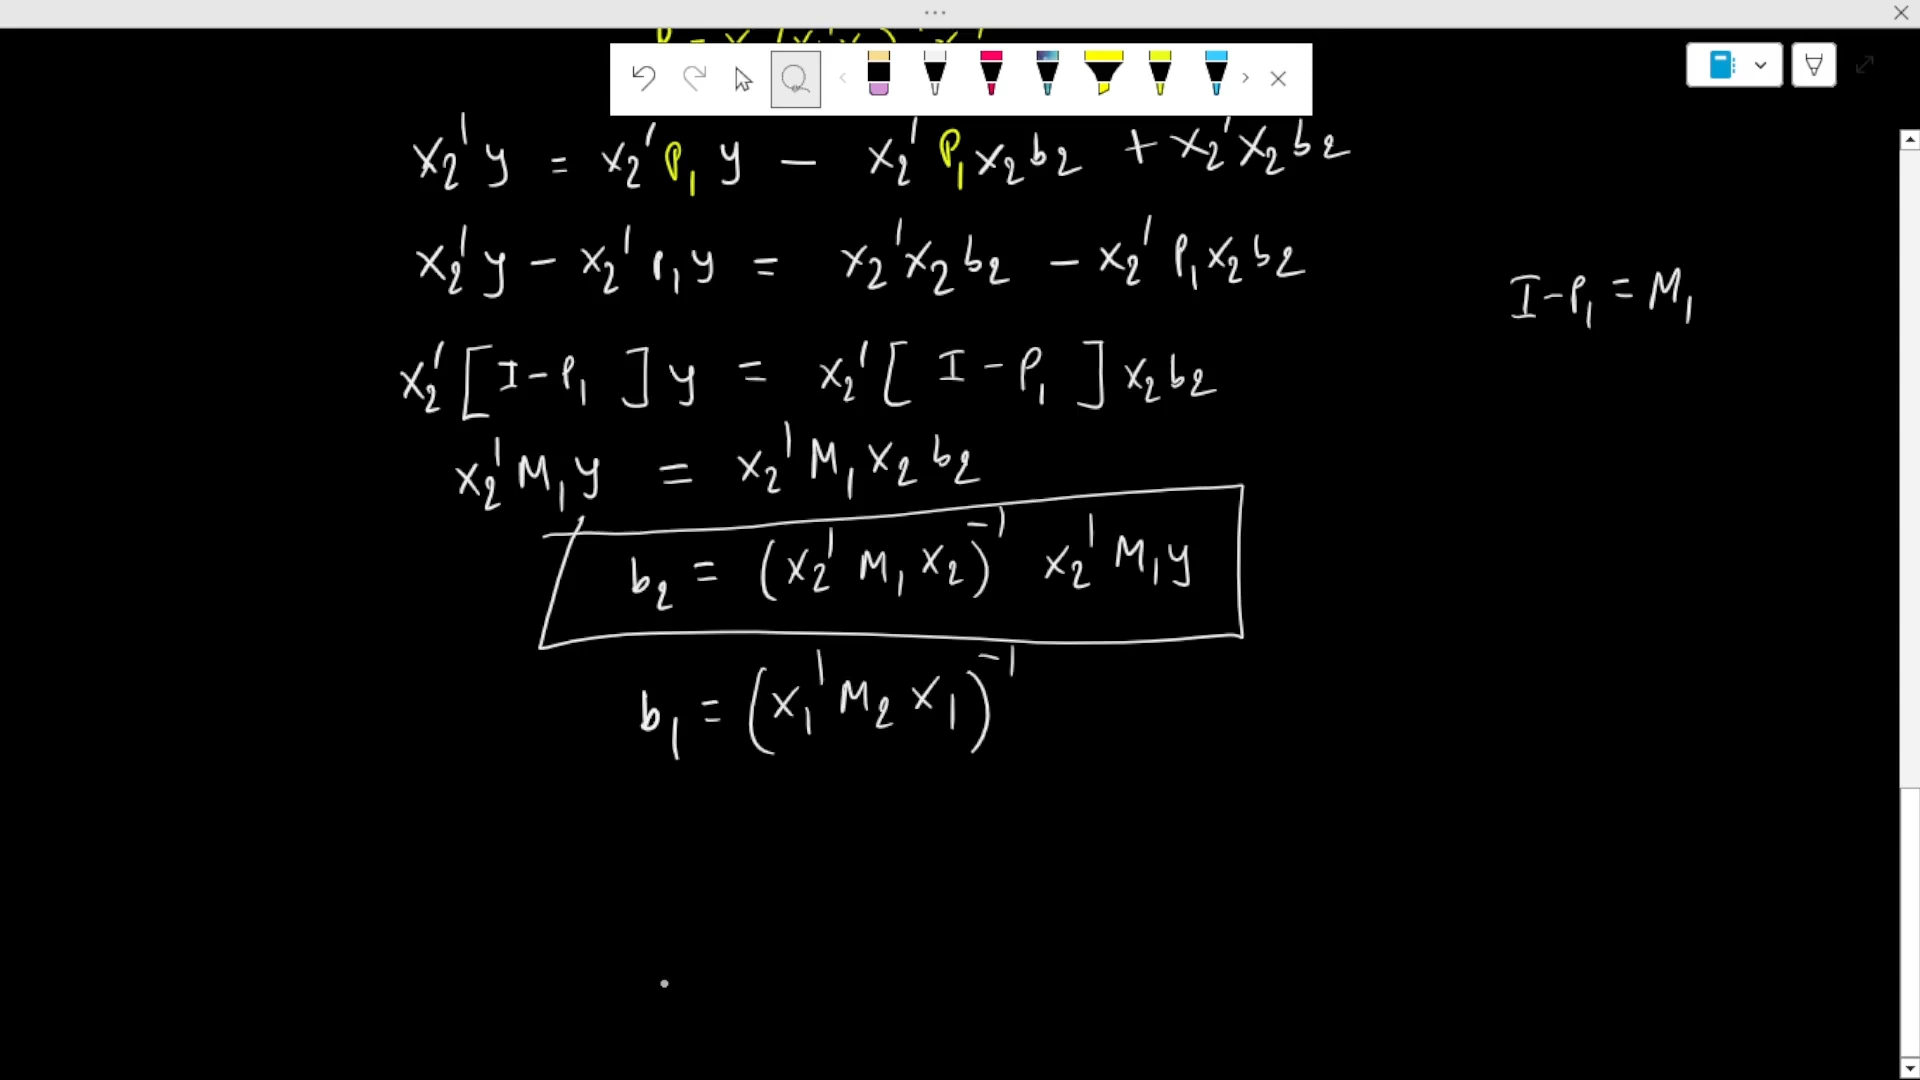 X₂'y = X₂'P₁y − X₂'P₁X₂b₂ + X₂'X₂b₂
X₂'y − X₂'P₁y = X₂'X₂b₂ − X₂'P₁X₂b₂
I−P₁ = M₁
X₂'[I−P₁]y = X₂'[I−P₁]X₂b₂
X₂'M₁y = X₂'M₁X₂b₂
b₂ = (X₂'M₁X₂)⁻¹ X₂'M₁y
b₁ = (X₁'M₂X₁)⁻¹